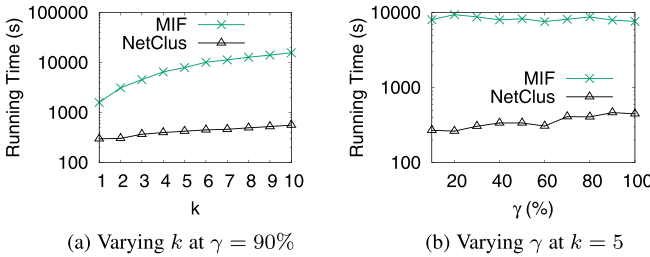 100000
10000
1000
100
Running Time (s)
MIF
NetClus
1 2 3 4 5 6 7 8 9 10
k
(a) Varying k at γ = 90%
10000
1000
100
Running Time (s)
MIF
NetClus
20 40 60 80 100
γ (%)
(b) Varying γ at k = 5